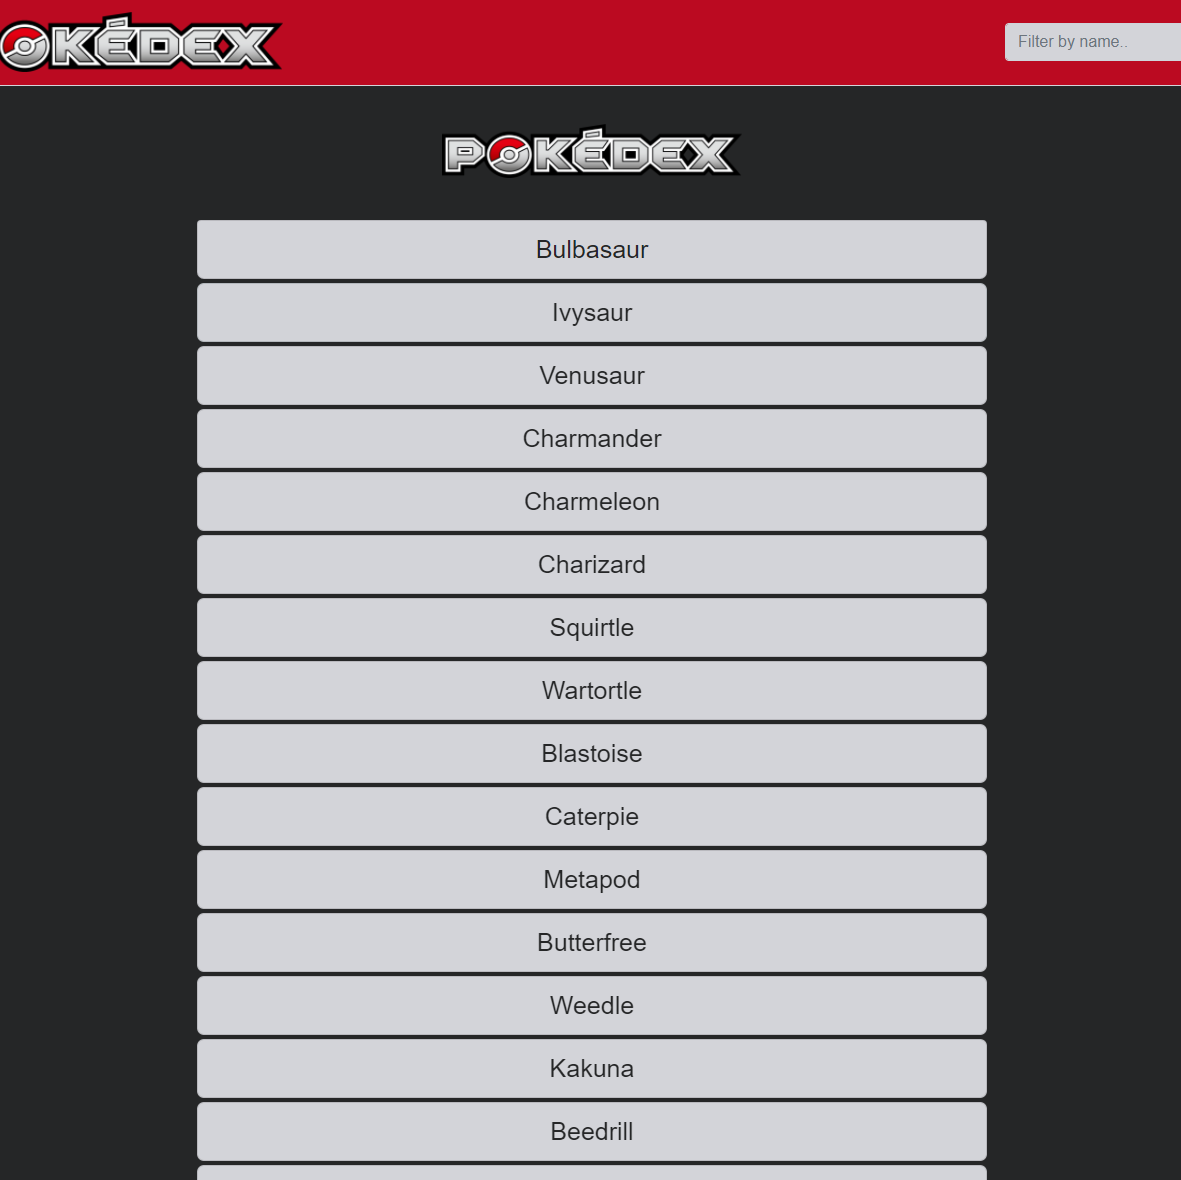 OKÉDEX
Filter by name..
POKÉDEX
Bulbasaur
Ivysaur
Venusaur
Charmander
Charmeleon
Charizard
Squirtle
Wartortle
Blastoise
Caterpie
Metapod
Butterfree
Weedle
Kakuna
Beedrill